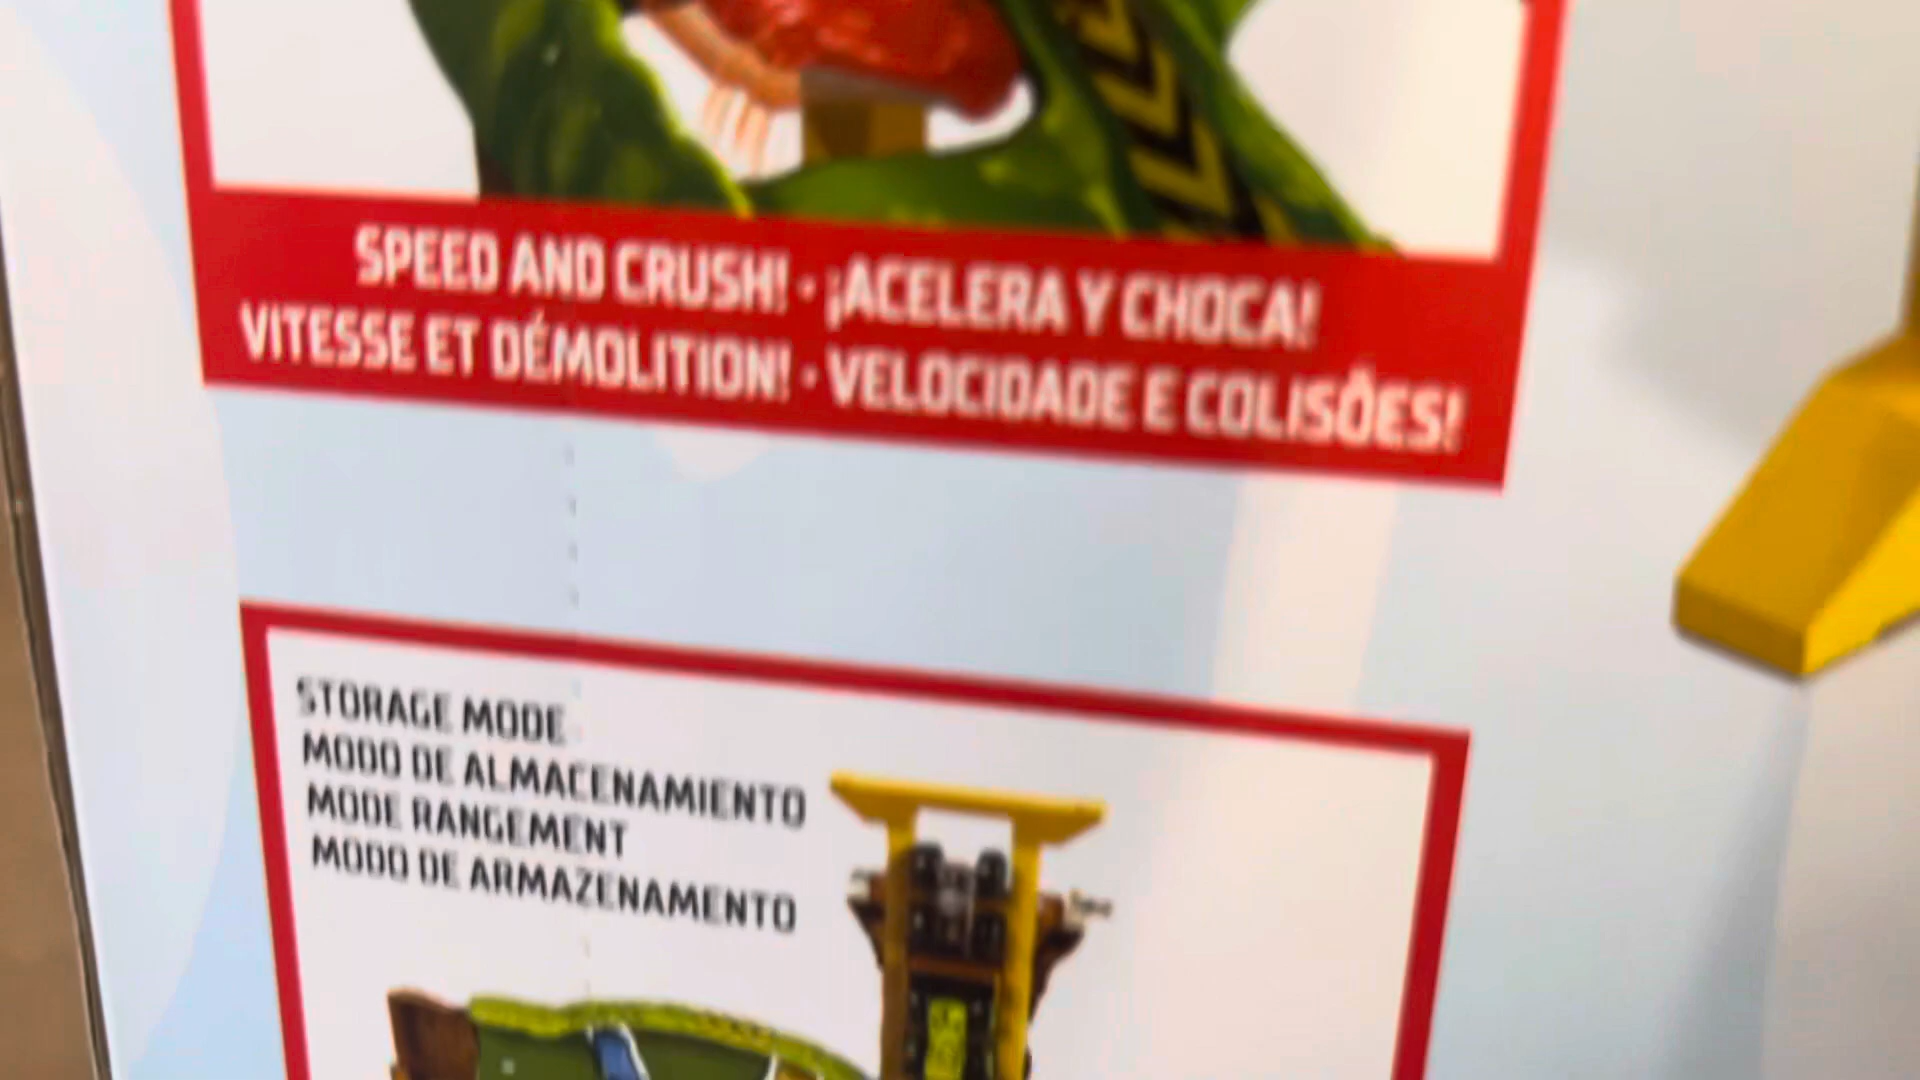 SPEED AND CRUSH! · ¡ACELERA Y CHOCA!
VITESSE ET DÉMOLITION! · VELOCIDADE E COLISÕES!
STORAGE MODE
MODO DE ALMACENAMIENTO
MODE RANGEMENT
MODO DE ARMAZENAMENTO